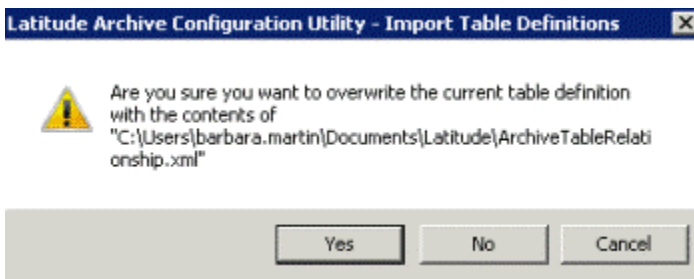 Latitude Archive Configuration Utility - Import Table Definitions
Are you sure you want to overwrite the current table definition
with the contents of
"C:\Users\barbara.martin\Documents\Latitude\ArchiveTableRelati
onship.xml"
Yes No Cancel